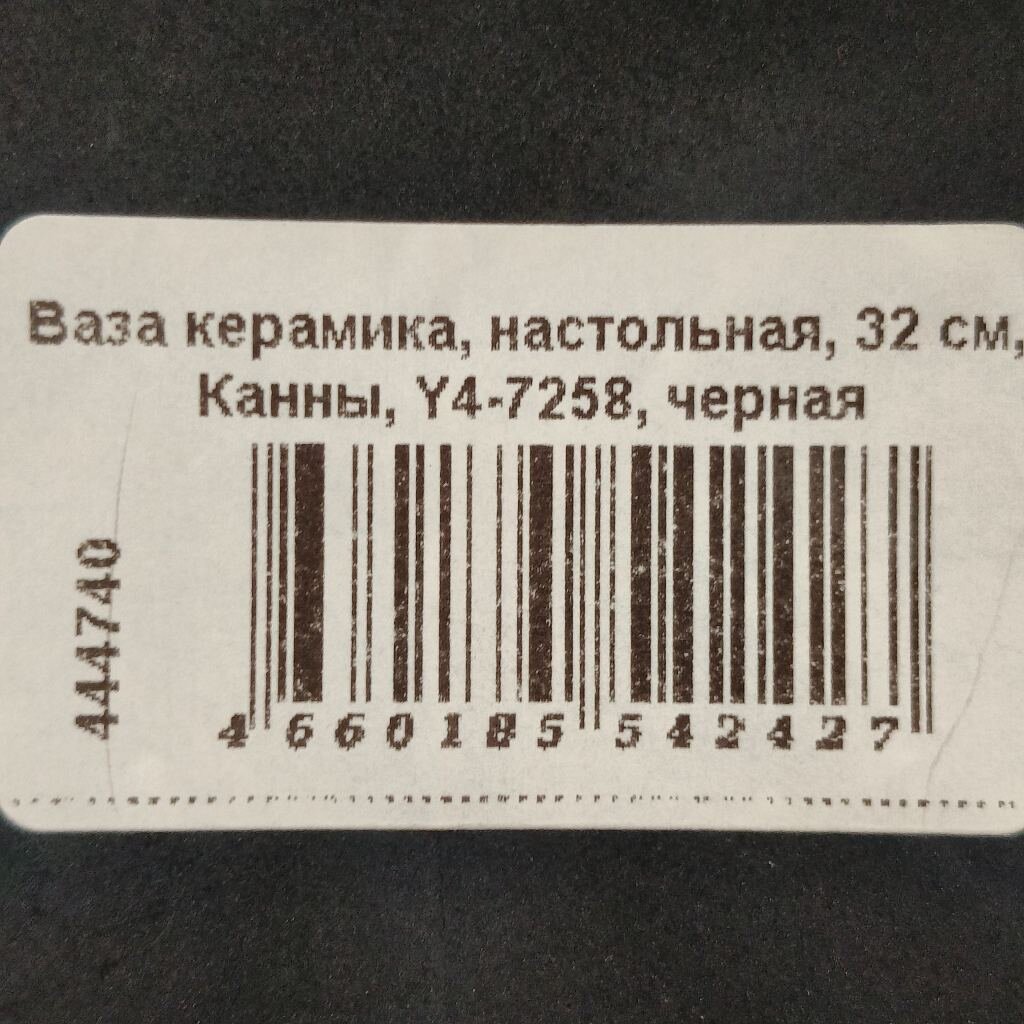 Ваза керамика, настольная, 32 см,
Канны, Y4-7258, черная
444740
4 660185 542427